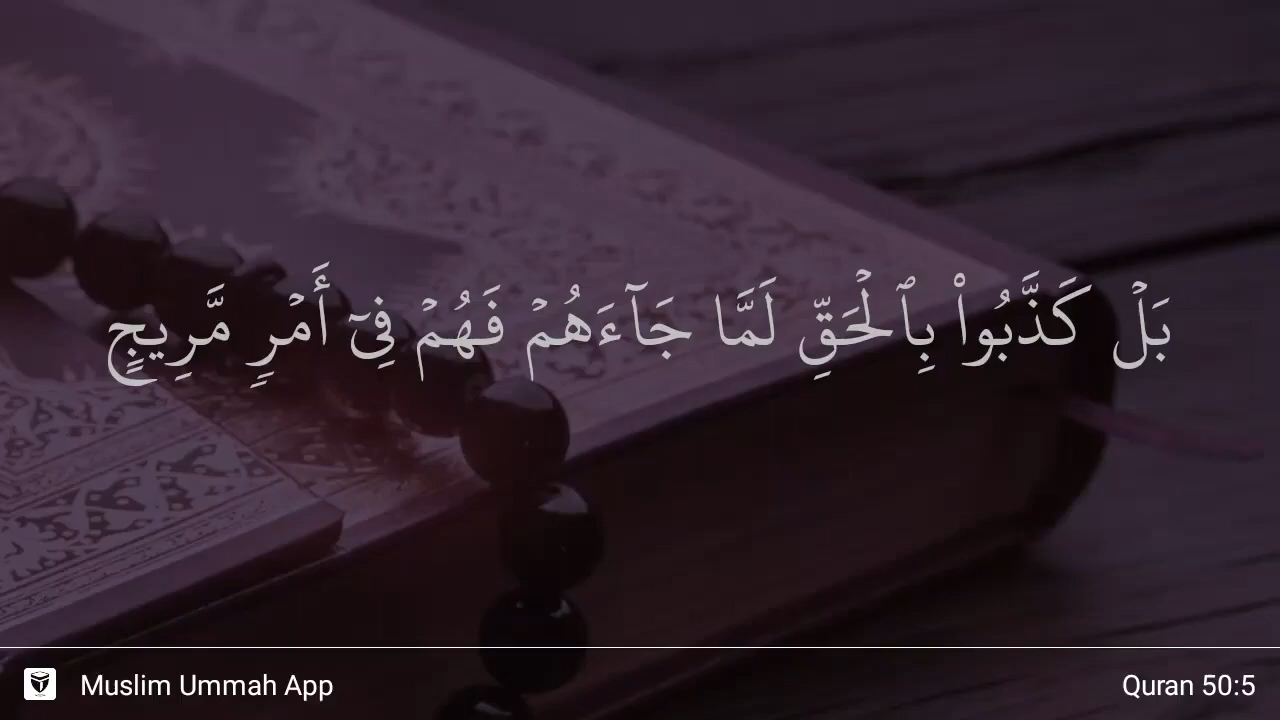 بَلْ كَذَّبُوا۟ بِٱلْحَقِّ لَمَّا جَآءَهُمْ فَهُمْ فِىٓ أَمْرٍ مَّرِيجٍ
Muslim Ummah App
Quran 50:5